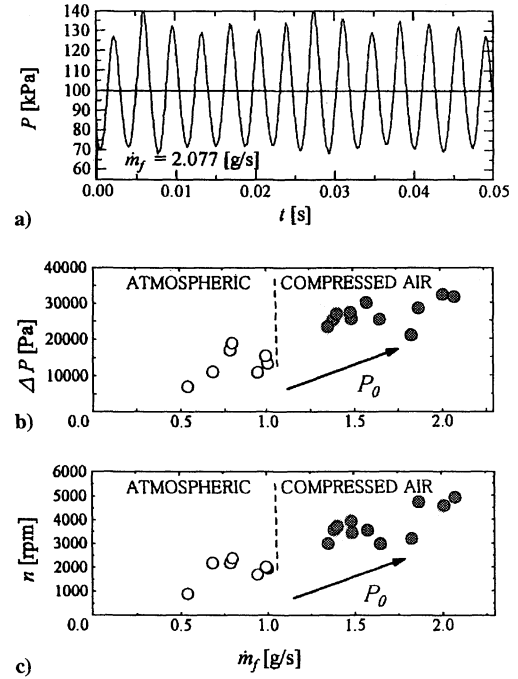 140
130
120
110
100
90
80
70
60
P [kPa]
ṁf = 2.077 [g/s]
0.00 0.01 0.02 0.03 0.04 0.05
t [s]
a)
ATMOSPHERIC COMPRESSED AIR
40000
30000
20000
10000
0.0 0.5 1.0 1.5 2.0
Δ P [Pa]
P0
b)
ATMOSPHERIC COMPRESSED AIR
6000
5000
4000
3000
2000
1000
0.0 0.5 1.0 1.5 2.0
n [rpm]
P0
ṁf [g/s]
c)